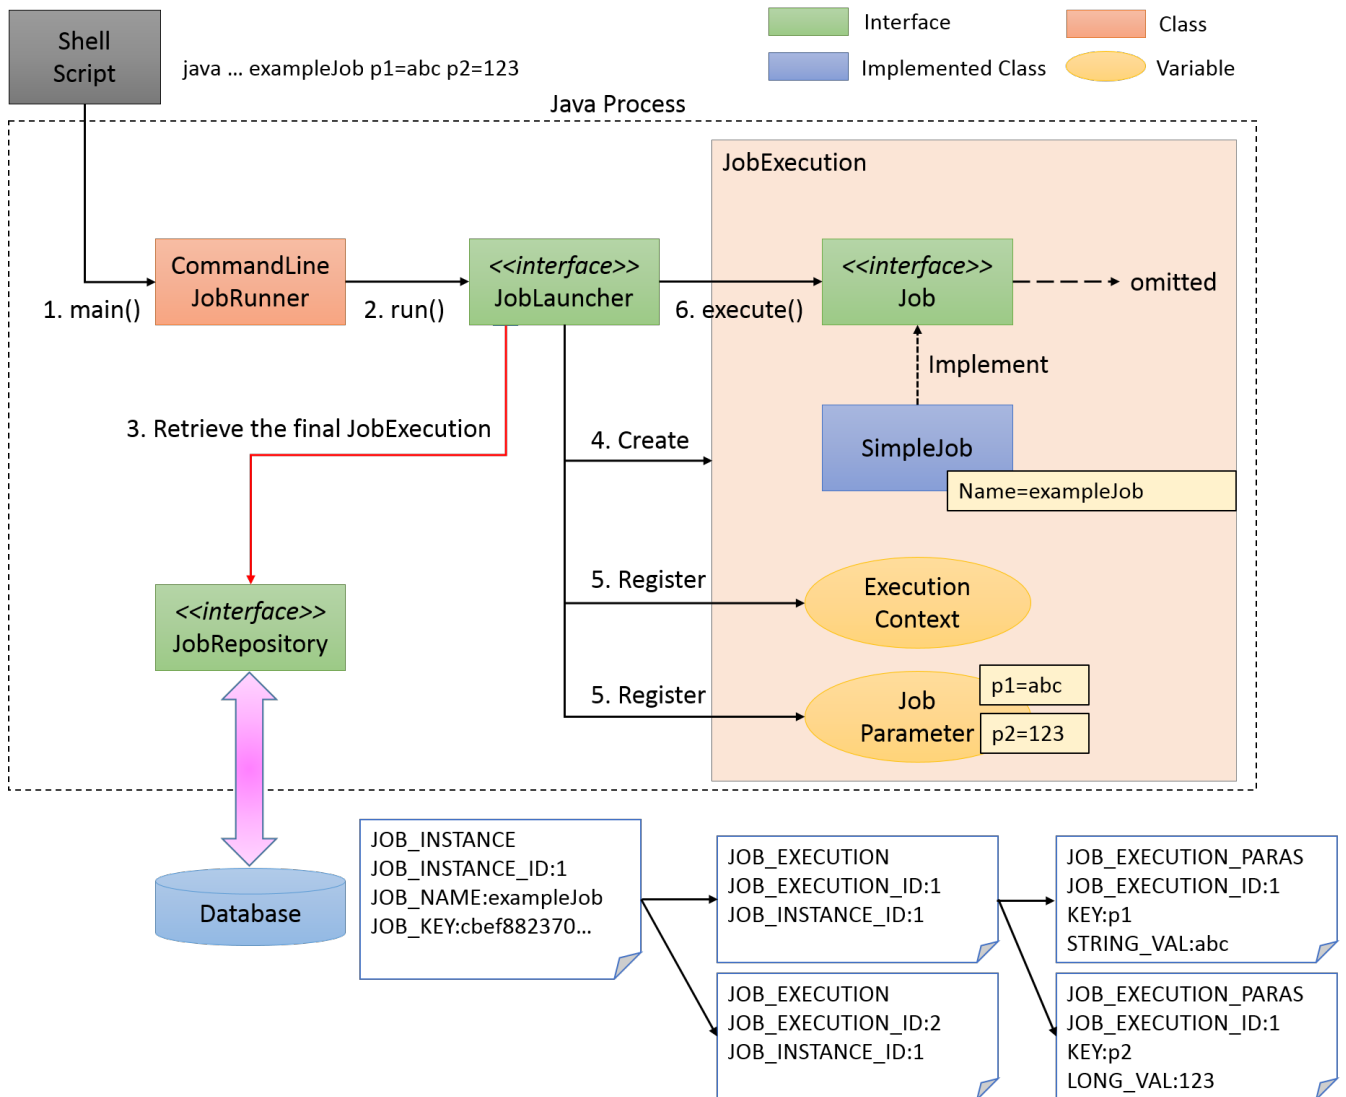 Shell
Script
java ... exampleJob p1=abc p2=123
Interface
Class
Implemented Class
Variable
Java Process
JobExecution
CommandLine
JobRunner
<<interface>>
JobLauncher
<<interface>>
Job
omitted
1. main()
2. run()
6. execute()
Implement
3. Retrieve the final JobExecution
4. Create
SimpleJob
Name=exampleJob
5. Register
Execution
Context
<<interface>>
JobRepository
5. Register
Job
Parameter
p1=abc
p2=123
Database
JOB_INSTANCE
JOB_INSTANCE_ID:1
JOB_NAME:exampleJob
JOB_KEY:cbef882370...
JOB_EXECUTION
JOB_EXECUTION_ID:1
JOB_INSTANCE_ID:1
JOB_EXECUTION_PARAS
JOB_EXECUTION_ID:1
KEY:p1
STRING_VAL:abc
JOB_EXECUTION
JOB_EXECUTION_ID:2
JOB_INSTANCE_ID:1
JOB_EXECUTION_PARAS
JOB_EXECUTION_ID:1
KEY:p2
LONG_VAL:123